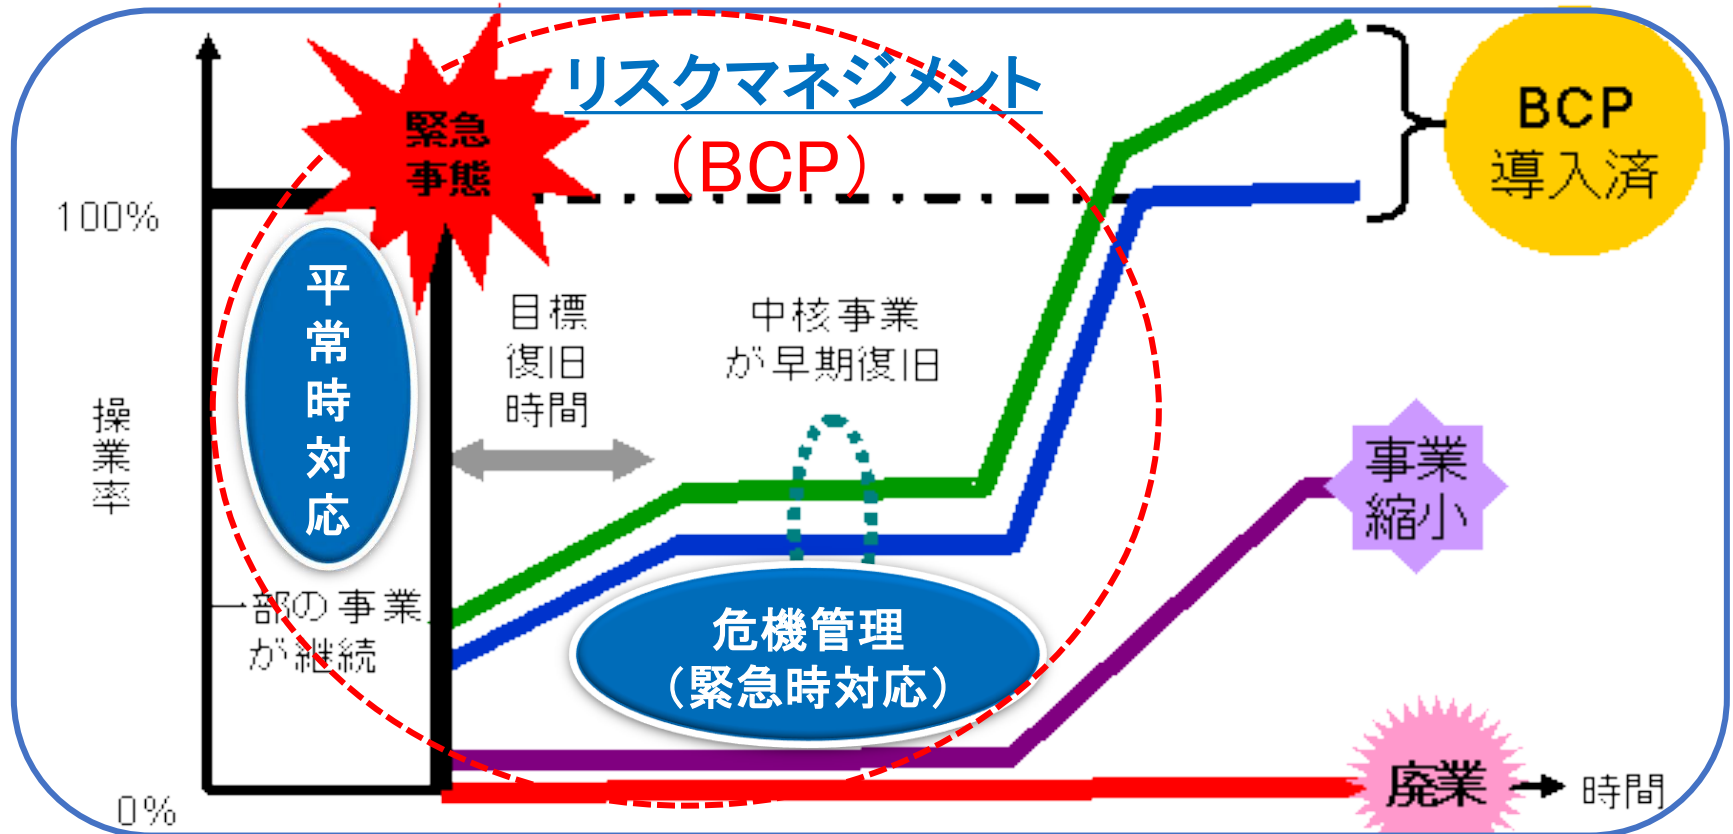 リスクマネジメント
（BCP）
緊急
事態
BCP
導入済
100%
平
常
時
対
応
目標
復旧
時間
中核事業
が早期復旧
操
業
率
事業
縮小
一部の事業
が継続
危機管理
（緊急時対応）
廃業
時間
0%